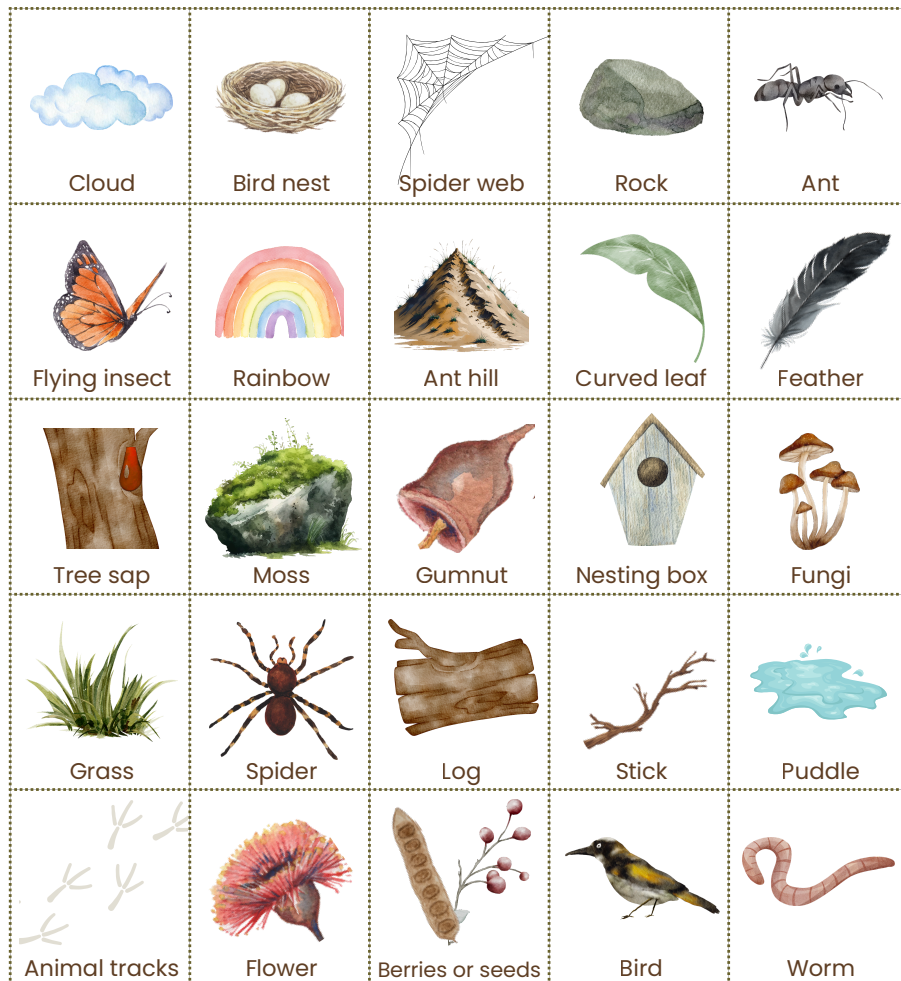 Cloud
Bird nest
Spider web
Rock
Ant
Flying insect
Rainbow
Ant hill
Curved leaf
Feather
Tree sap
Moss
Gumnut
Nesting box
Fungi
Grass
Spider
Log
Stick
Puddle
Animal tracks
Flower
Berries or seeds
Bird
Worm